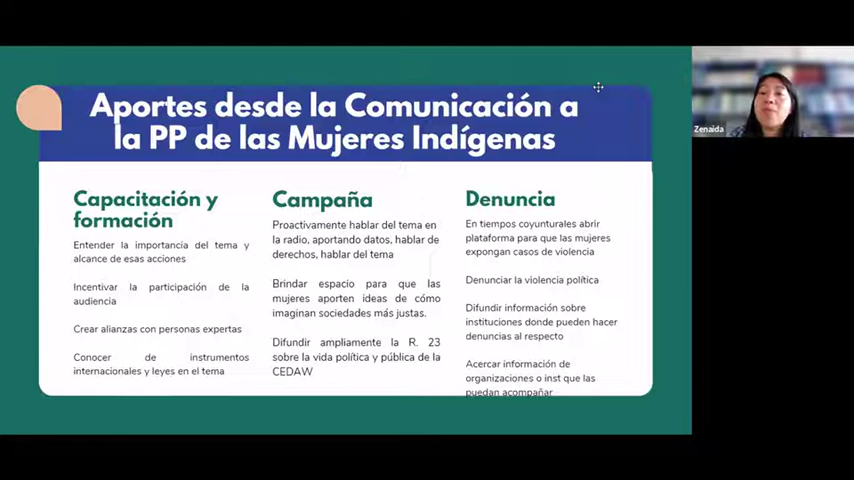 Aportes desde la Comunicación a
la PP de las Mujeres Indígenas
Capacitación y
formación
Entender la importancia del tema y
alcance de esas acciones
Incentivar la participación de la
audiencia
Crear alianzas con personas expertas
Conocer de instrumentos
internacionales y leyes en el tema
Campaña
Proactivamente hablar del tema en
la radio, aportando datos, hablar de
derechos, hablar del tema
Brindar espacio para que las
mujeres aporten ideas de cómo
imaginan sociedades más justas.
Difundir ampliamente la R. 23
sobre la vida política y pública de la
CEDAW
Denuncia
En tiempos coyunturales abrir
plataforma para que las mujeres
expongan casos de violencia
Denunciar la violencia política
Difundir información sobre
instituciones donde pueden hacer
denuncias al respecto
Acercar información de
organizaciones o inst que las
puedan acompañar
Zenaida